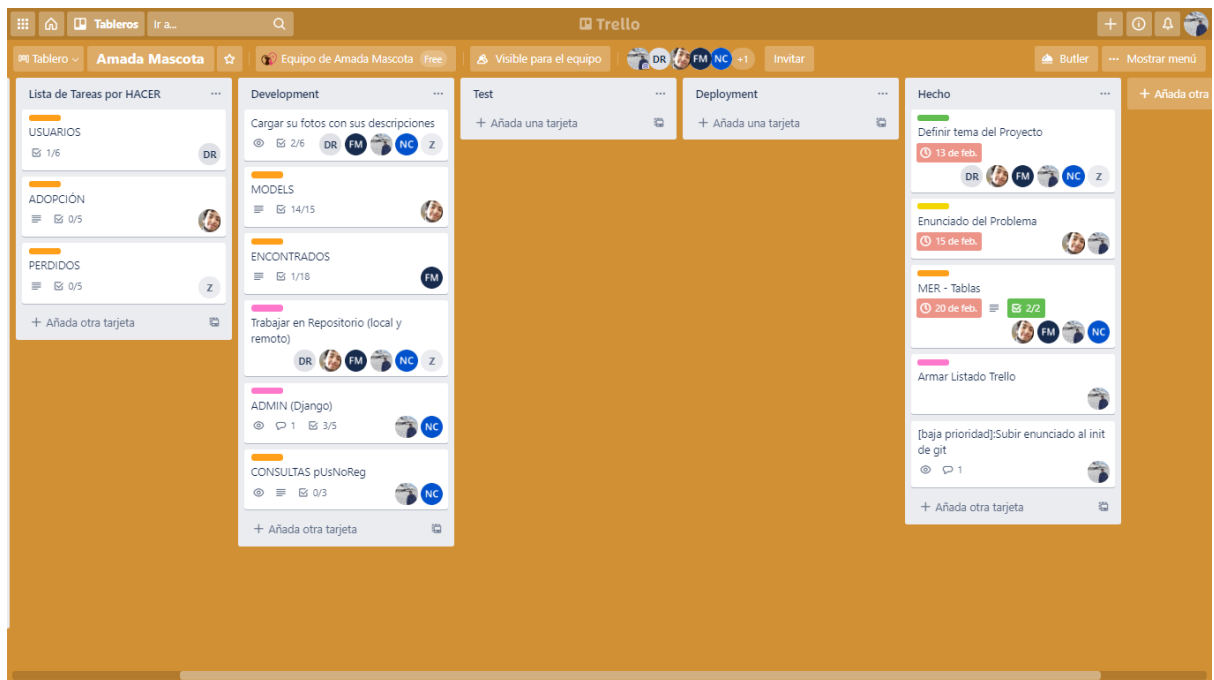 Tableros
Ir a...
Trello
Tablero
Amada Mascota
Equipo de Amada Mascota Free
Visible para el equipo
DR
FM
NC
+1
Invitar
Butler
... Mostrar menú
Lista de Tareas por HACER ...
USUARIOS
1/6
DR
ADOPCIÓN
0/5
PERDIDOS
0/5
Z
+ Añada otra tarjeta
Development ...
Cargar su fotos con sus descripciones
2/6
DR FM NC Z
MODELS
14/15
ENCONTRADOS
1/18
FM
Trabajar en Repositorio (local y
remoto)
DR FM NC Z
ADMIN (Django)
1 3/5
NC
CONSULTAS pUsNoReg
0/3
NC
+ Añada otra tarjeta
Test ...
+ Añada una tarjeta
Deployment ...
+ Añada una tarjeta
Hecho ...
Definir tema del Proyecto
13 de feb.
DR FM NC Z
Enunciado del Problema
15 de feb.
MER - Tablas
20 de feb. 2/2
FM NC
Armar Listado Trello
[baja prioridad]:Subir enunciado al init
de git
1
+ Añada otra tarjeta
+ Añada otra